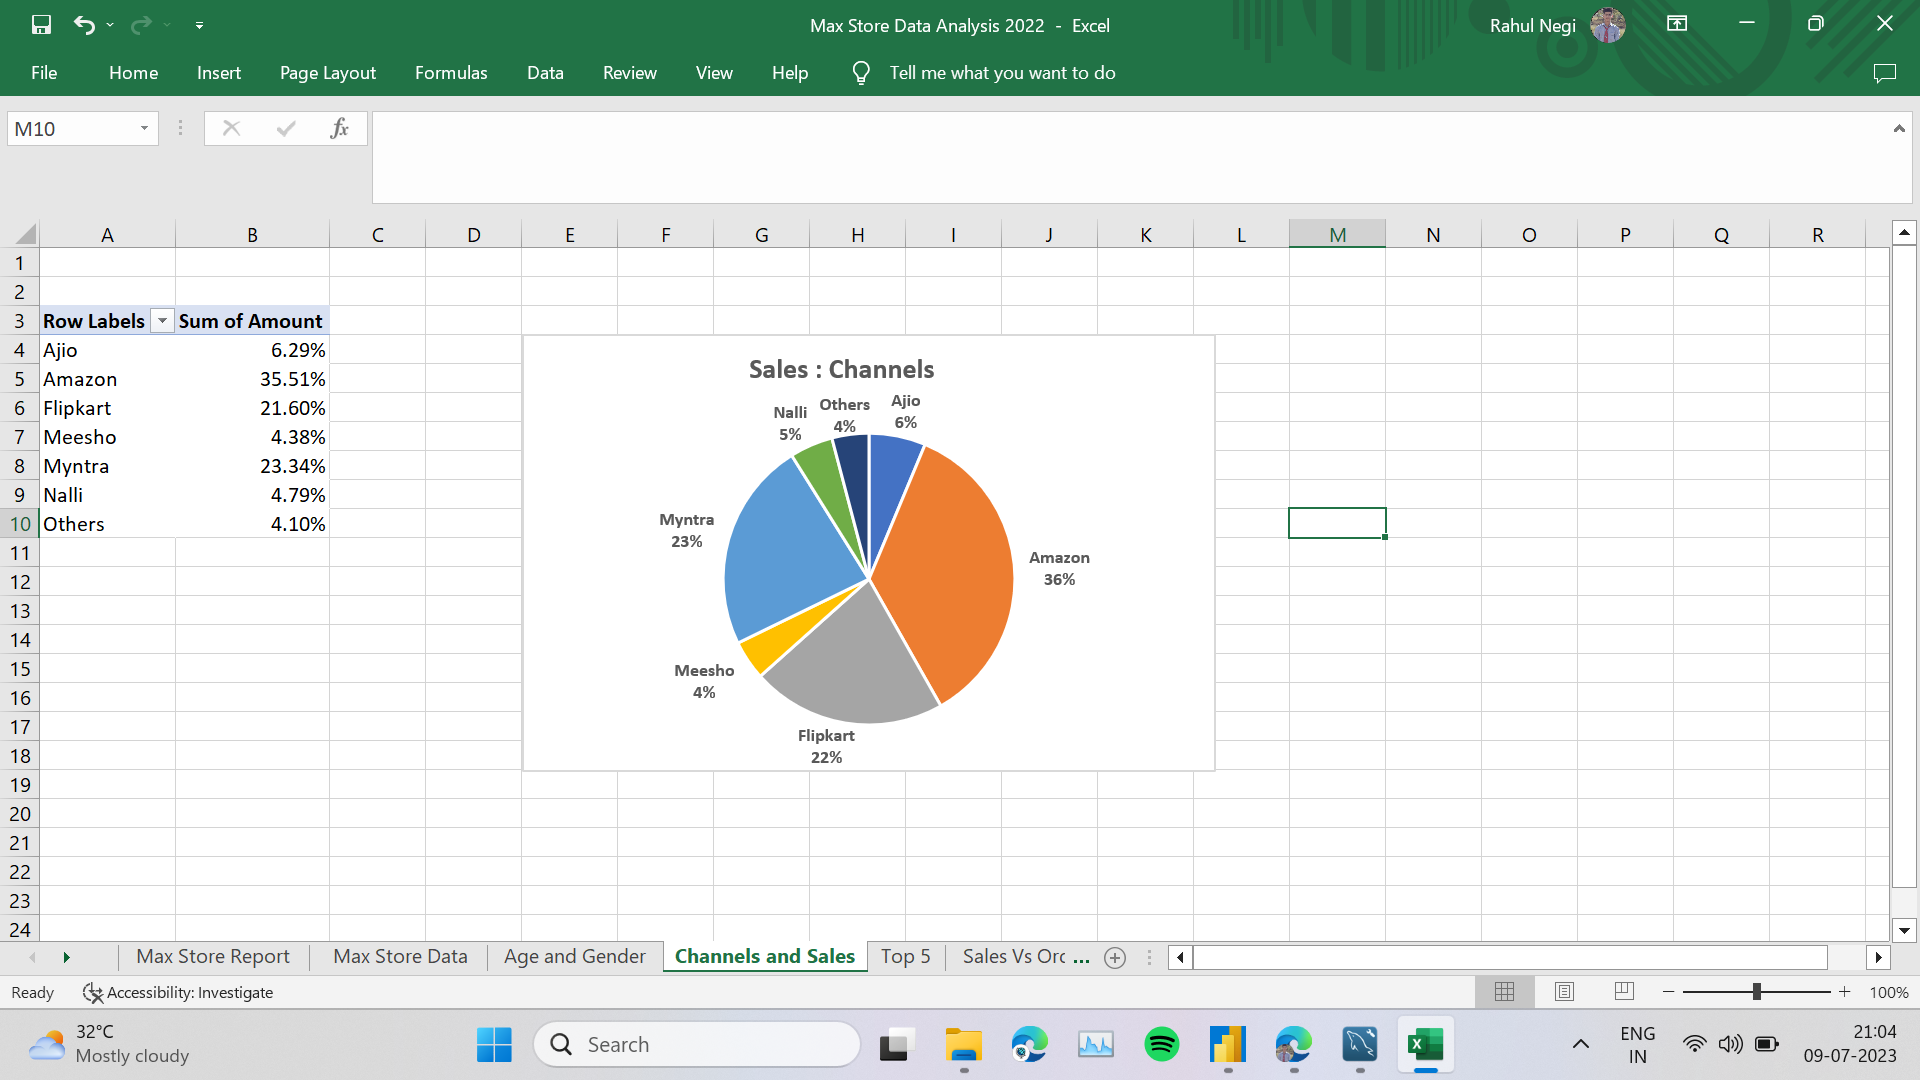 Max Store Data Analysis 2022 - Excel
Rahul Negi
File Home Insert Page Layout Formulas Data Review View Help Tell me what you want to do
M10
fx
A B C D E F G H I J K L M N O P Q R
1
2
3 Row Labels Sum of Amount
4 Ajio 6.29%
5 Amazon 35.51%
6 Flipkart 21.60%
7 Meesho 4.38%
8 Myntra 23.34%
9 Nalli 4.79%
10 Others 4.10%
11
12
13
14
15
16
17
18
19
20
21
22
23
24
Sales : Channels
Nalli
5%
Others
4%
Ajio
6%
Myntra
23%
Amazon
36%
Meesho
4%
Flipkart
22%
Max Store Report Max Store Data Age and Gender Channels and Sales Top 5 Sales Vs Orc ...
Ready Accessibility: Investigate 100%
32°C
Mostly cloudy
Search
ENG
IN
21:04
09-07-2023